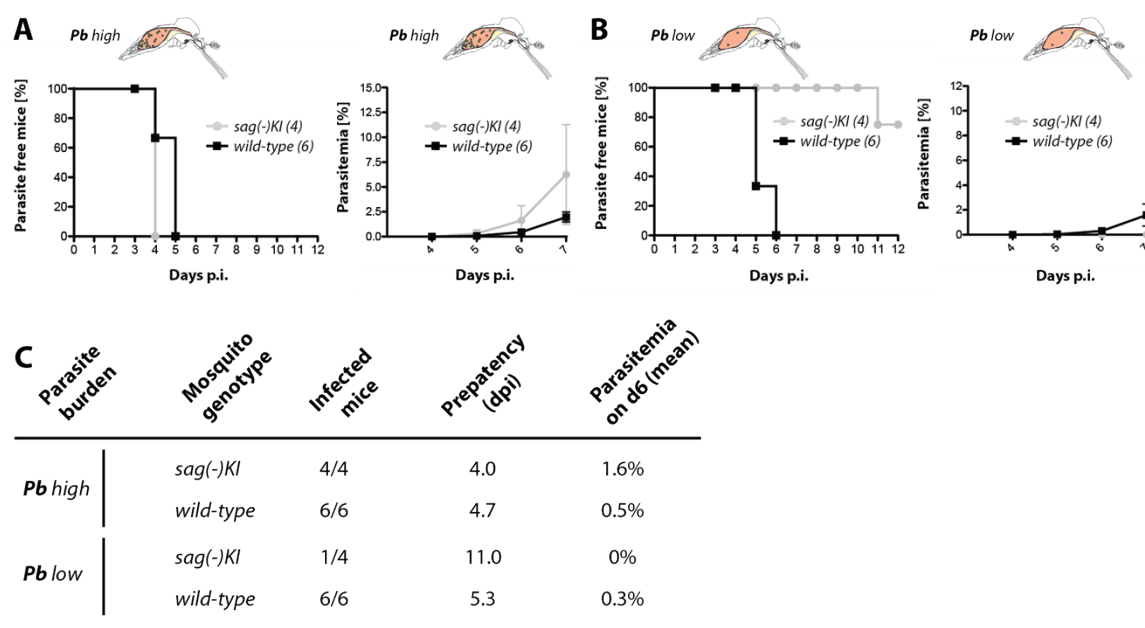 A
Pb high
Parasite free mice [%]
100
80
60
40
20
0
0 1 2 3 4 5 6 7 8 9 10 11 12
Days p.i.
sag(-)KI (4)
wild-type (6)
Pb high
Parasitemia [%]
15.0
12.5
10.0
7.5
5.0
2.5
0.0
4 5 6 7
Days p.i.
sag(-)KI (4)
wild-type (6)
B
Pb low
Parasite free mice [%]
100
80
60
40
20
0
0 1 2 3 4 5 6 7 8 9 10 11 12
Days p.i.
sag(-)KI (4)
wild-type (6)
Pb low
Parasitemia [%]
12
10
8
6
4
2
0
4 5 6 7
Days p.i.
sag(-)KI (4)
wild-type (6)
C
Parasite
burden
Mosquito
genotype
Infected
mice
Prepatency
(dpi)
Parasitemia
on d6 (mean)
Pb high
sag(-)KI 4/4 4.0 1.6%
wild-type 6/6 4.7 0.5%
Pb low
sag(-)KI 1/4 11.0 0%
wild-type 6/6 5.3 0.3%